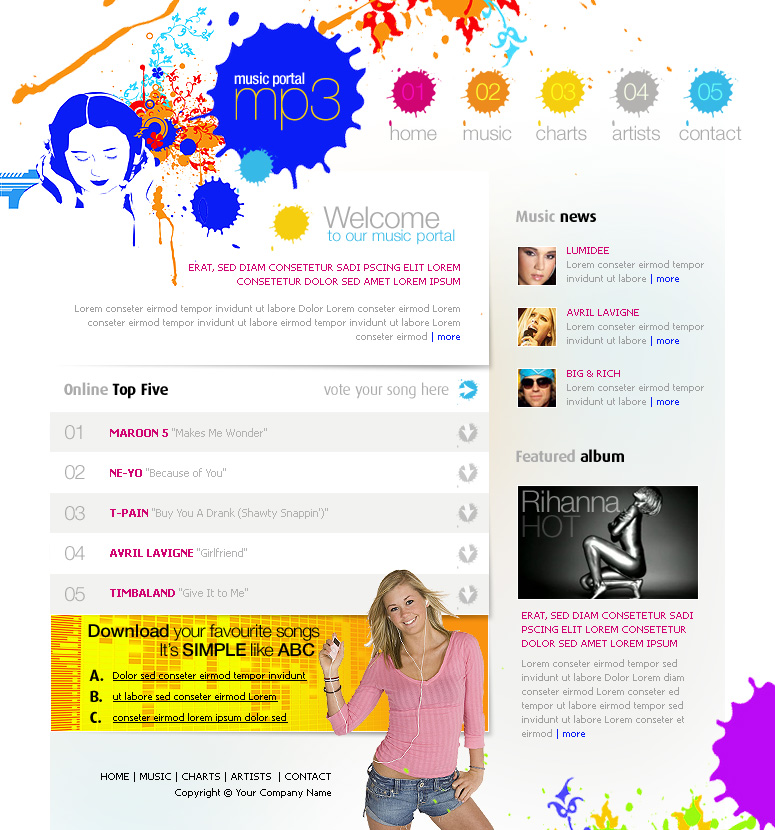 music portal
mp3
01 02 03 04 05
home music charts artists contact
Welcome
to our music portal
ERAT, SED DIAM CONSETETUR SADI PSCING ELIT LOREM
CONSETETUR DOLOR SED AMET LOREM IPSUM
Lorem conseter eirmod tempor invidunt ut labore Dolor Lorem conseter eirmod Lorem
conseter eirmod tempor invidunt ut labore eirmod tempor invidunt ut labore Lorem
conseter eirmod | more
Online Top Five
vote your song here
01 MAROON 5 "Makes Me Wonder"
02 NE-YO "Because of You"
03 T-PAIN "Buy You A Drank (Shawty Snappin')"
04 AVRIL LAVIGNE "Girlfriend"
05 TIMBALAND "Give It to Me"
Download your favourite songs
It's SIMPLE like ABC
A. Dolor sed conseter eirmod tempor invidunt
B. ut labore sed conseter eirmod Lorem
C. conseter eirmod lorem ipsum dolor sed
HOME | MUSIC | CHARTS | ARTISTS | CONTACT
Copyright @ Your Company Name
Music news
LUMIDEE
Lorem conseter eirmod tempor
invidunt ut labore | more
AVRIL LAVIGNE
Lorem conseter eirmod tempor
invidunt ut labore | more
BIG & RICH
Lorem conseter eirmod tempor
invidunt ut labore | more
Featured album
Rihanna
HOT
ERAT, SED DIAM CONSETETUR SADI
PSCING ELIT LOREM CONSETETUR
DOLOR SED AMET LOREM IPSUM
Lorem conseter eirmod tempor sed
invidunt ut labore Dolor Lorem diam
conseter eirmod Lorem conseter ed
tempor ut labore eirmod tempor sed
invidunt ut labore Lorem conseter et
eirmod | more